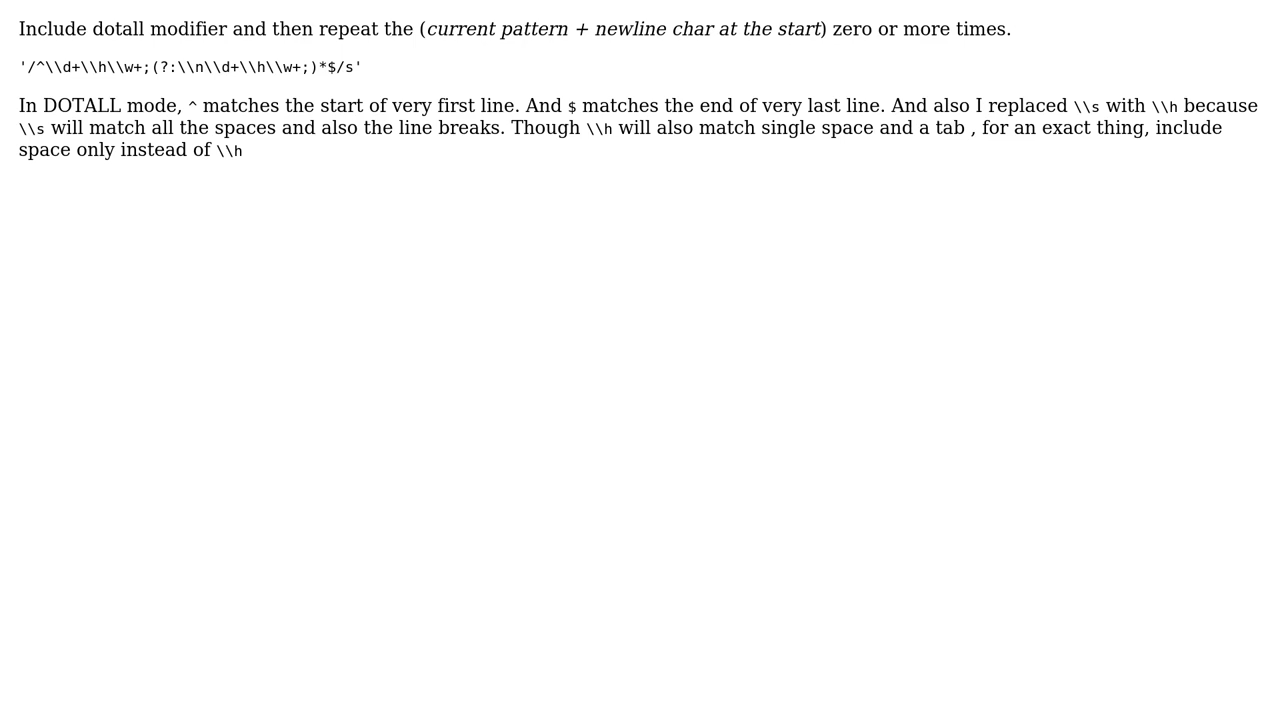 Include dotall modifier and then repeat the (current pattern + newline char at the start) zero or more times.
'/^\\d+\\h\\w+;(?:\\n\\d+\\h\\w+;)*$/s'
In DOTALL mode, ^ matches the start of very first line. And $ matches the end of very last line. And also I replaced \\s with \\h because
\\s will match all the spaces and also the line breaks. Though \\h will also match single space and a tab , for an exact thing, include
space only instead of \\h